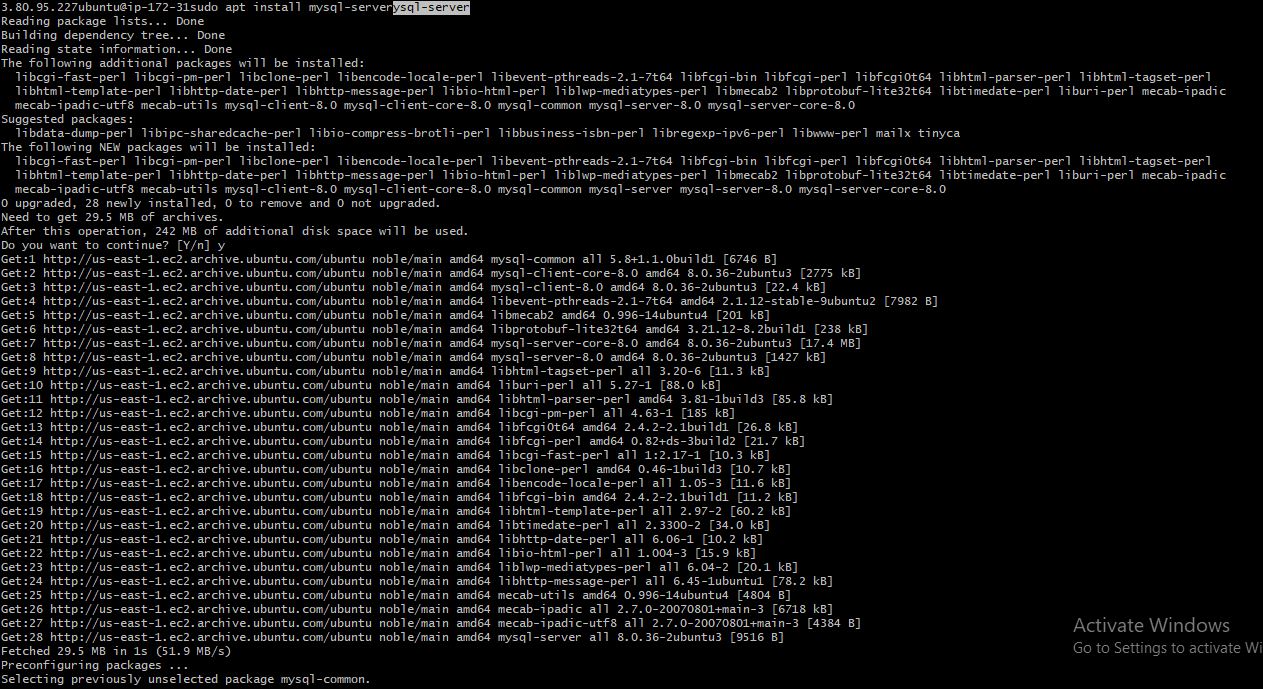 3.80.95.227ubuntu@ip-172-31sudo apt install mysql-serverysql-server
Reading package lists... Done
Building dependency tree... Done
Reading state information... Done
The following additional packages will be installed:
  libcgi-fast-perl libcgi-pm-perl libclone-perl libencode-locale-perl libevent-pthreads-2.1-7t64 libfcgi-bin libfcgi-perl libfcgi0t64 libhtml-parser-perl libhtml-tagset-perl
  libhtml-template-perl libhttp-date-perl libhttp-message-perl libio-html-perl liblwp-mediatypes-perl libmecab2 libprotobuf-lite32t64 libtimedate-perl liburi-perl mecab-ipadic
  mecab-ipadic-utf8 mecab-utils mysql-client-8.0 mysql-client-core-8.0 mysql-common mysql-server-8.0 mysql-server-core-8.0
Suggested packages:
  libdata-dump-perl libipc-sharedcache-perl libio-compress-brotli-perl libbusiness-isbn-perl libregexp-ipv6-perl libwww-perl mailx tinyca
The following NEW packages will be installed:
  libcgi-fast-perl libcgi-pm-perl libclone-perl libencode-locale-perl libevent-pthreads-2.1-7t64 libfcgi-bin libfcgi-perl libfcgi0t64 libhtml-parser-perl libhtml-tagset-perl
  libhtml-template-perl libhttp-date-perl libhttp-message-perl libio-html-perl liblwp-mediatypes-perl libmecab2 libprotobuf-lite32t64 libtimedate-perl liburi-perl mecab-ipadic
  mecab-ipadic-utf8 mecab-utils mysql-client-8.0 mysql-client-core-8.0 mysql-common mysql-server mysql-server-8.0 mysql-server-core-8.0
0 upgraded, 28 newly installed, 0 to remove and 0 not upgraded.
Need to get 29.5 MB of archives.
After this operation, 242 MB of additional disk space will be used.
Do you want to continue? [Y/n] y
Get:1 http://us-east-1.ec2.archive.ubuntu.com/ubuntu noble/main amd64 mysql-common all 5.8+1.1.0build1 [6746 B]
Get:2 http://us-east-1.ec2.archive.ubuntu.com/ubuntu noble/main amd64 mysql-client-core-8.0 amd64 8.0.36-2ubuntu3 [2775 kB]
Get:3 http://us-east-1.ec2.archive.ubuntu.com/ubuntu noble/main amd64 mysql-client-8.0 amd64 8.0.36-2ubuntu3 [22.4 kB]
Get:4 http://us-east-1.ec2.archive.ubuntu.com/ubuntu noble/main amd64 libevent-pthreads-2.1-7t64 amd64 2.1.12-stable-9ubuntu2 [7982 B]
Get:5 http://us-east-1.ec2.archive.ubuntu.com/ubuntu noble/main amd64 libmecab2 amd64 0.996-14ubuntu4 [201 kB]
Get:6 http://us-east-1.ec2.archive.ubuntu.com/ubuntu noble/main amd64 libprotobuf-lite32t64 amd64 3.21.12-8.2build1 [238 kB]
Get:7 http://us-east-1.ec2.archive.ubuntu.com/ubuntu noble/main amd64 mysql-server-core-8.0 amd64 8.0.36-2ubuntu3 [17.4 MB]
Get:8 http://us-east-1.ec2.archive.ubuntu.com/ubuntu noble/main amd64 mysql-server-8.0 amd64 8.0.36-2ubuntu3 [1427 kB]
Get:9 http://us-east-1.ec2.archive.ubuntu.com/ubuntu noble/main amd64 libhtml-tagset-perl all 3.20-6 [11.3 kB]
Get:10 http://us-east-1.ec2.archive.ubuntu.com/ubuntu noble/main amd64 liburi-perl all 5.27-1 [88.0 kB]
Get:11 http://us-east-1.ec2.archive.ubuntu.com/ubuntu noble/main amd64 libhtml-parser-perl amd64 3.81-1build3 [85.8 kB]
Get:12 http://us-east-1.ec2.archive.ubuntu.com/ubuntu noble/main amd64 libcgi-pm-perl all 4.63-1 [185 kB]
Get:13 http://us-east-1.ec2.archive.ubuntu.com/ubuntu noble/main amd64 libfcgi0t64 amd64 2.4.2-2.1build1 [26.8 kB]
Get:14 http://us-east-1.ec2.archive.ubuntu.com/ubuntu noble/main amd64 libfcgi-perl amd64 0.82+ds-3build2 [21.7 kB]
Get:15 http://us-east-1.ec2.archive.ubuntu.com/ubuntu noble/main amd64 libcgi-fast-perl all 1:2.17-1 [10.3 kB]
Get:16 http://us-east-1.ec2.archive.ubuntu.com/ubuntu noble/main amd64 libclone-perl amd64 0.46-1build3 [10.7 kB]
Get:17 http://us-east-1.ec2.archive.ubuntu.com/ubuntu noble/main amd64 libencode-locale-perl all 1.05-3 [11.6 kB]
Get:18 http://us-east-1.ec2.archive.ubuntu.com/ubuntu noble/main amd64 libfcgi-bin amd64 2.4.2-2.1build1 [11.2 kB]
Get:19 http://us-east-1.ec2.archive.ubuntu.com/ubuntu noble/main amd64 libhtml-template-perl all 2.97-2 [60.2 kB]
Get:20 http://us-east-1.ec2.archive.ubuntu.com/ubuntu noble/main amd64 libtimedate-perl all 2.3300-2 [34.0 kB]
Get:21 http://us-east-1.ec2.archive.ubuntu.com/ubuntu noble/main amd64 libhttp-date-perl all 6.06-1 [10.2 kB]
Get:22 http://us-east-1.ec2.archive.ubuntu.com/ubuntu noble/main amd64 libio-html-perl all 1.004-3 [15.9 kB]
Get:23 http://us-east-1.ec2.archive.ubuntu.com/ubuntu noble/main amd64 liblwp-mediatypes-perl all 6.04-2 [20.1 kB]
Get:24 http://us-east-1.ec2.archive.ubuntu.com/ubuntu noble/main amd64 libhttp-message-perl all 6.45-1ubuntu1 [78.2 kB]
Get:25 http://us-east-1.ec2.archive.ubuntu.com/ubuntu noble/main amd64 mecab-utils amd64 0.996-14ubuntu4 [4804 B]
Get:26 http://us-east-1.ec2.archive.ubuntu.com/ubuntu noble/main amd64 mecab-ipadic all 2.7.0-20070801+main-3 [6718 kB]
Get:27 http://us-east-1.ec2.archive.ubuntu.com/ubuntu noble/main amd64 mecab-ipadic-utf8 all 2.7.0-20070801+main-3 [4384 B]
Get:28 http://us-east-1.ec2.archive.ubuntu.com/ubuntu noble/main amd64 mysql-server all 8.0.36-2ubuntu3 [9516 B]
Fetched 29.5 MB in 1s (51.9 MB/s)
Preconfiguring packages ...
Selecting previously unselected package mysql-common.
Activate Windows
Go to Settings to activate Wi